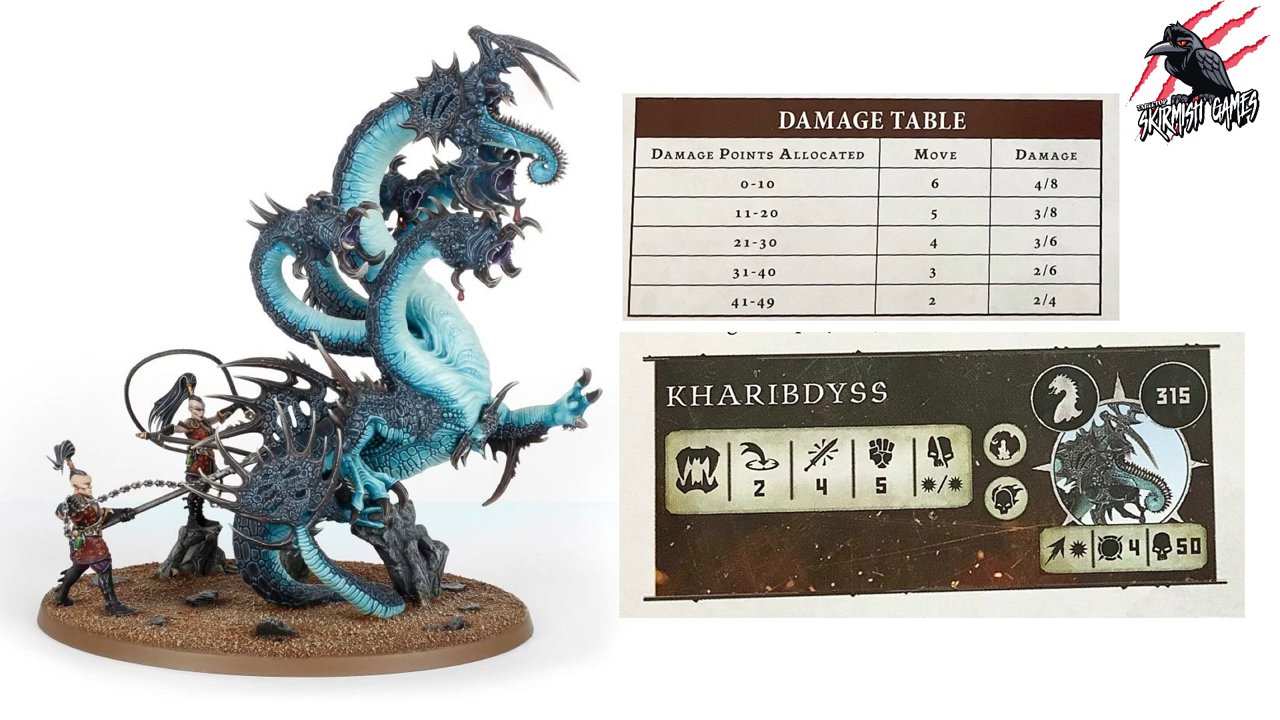 TABLETOP
SKIRMISH GAMES
DAMAGE TABLE
DAMAGE POINTS ALLOCATED MOVE DAMAGE
0-10 6 4/8
11-20 5 3/8
21-30 4 3/6
31-40 3 2/6
41-49 2 2/4
KHARIBDYSS
315
2 4 5 /
4 50